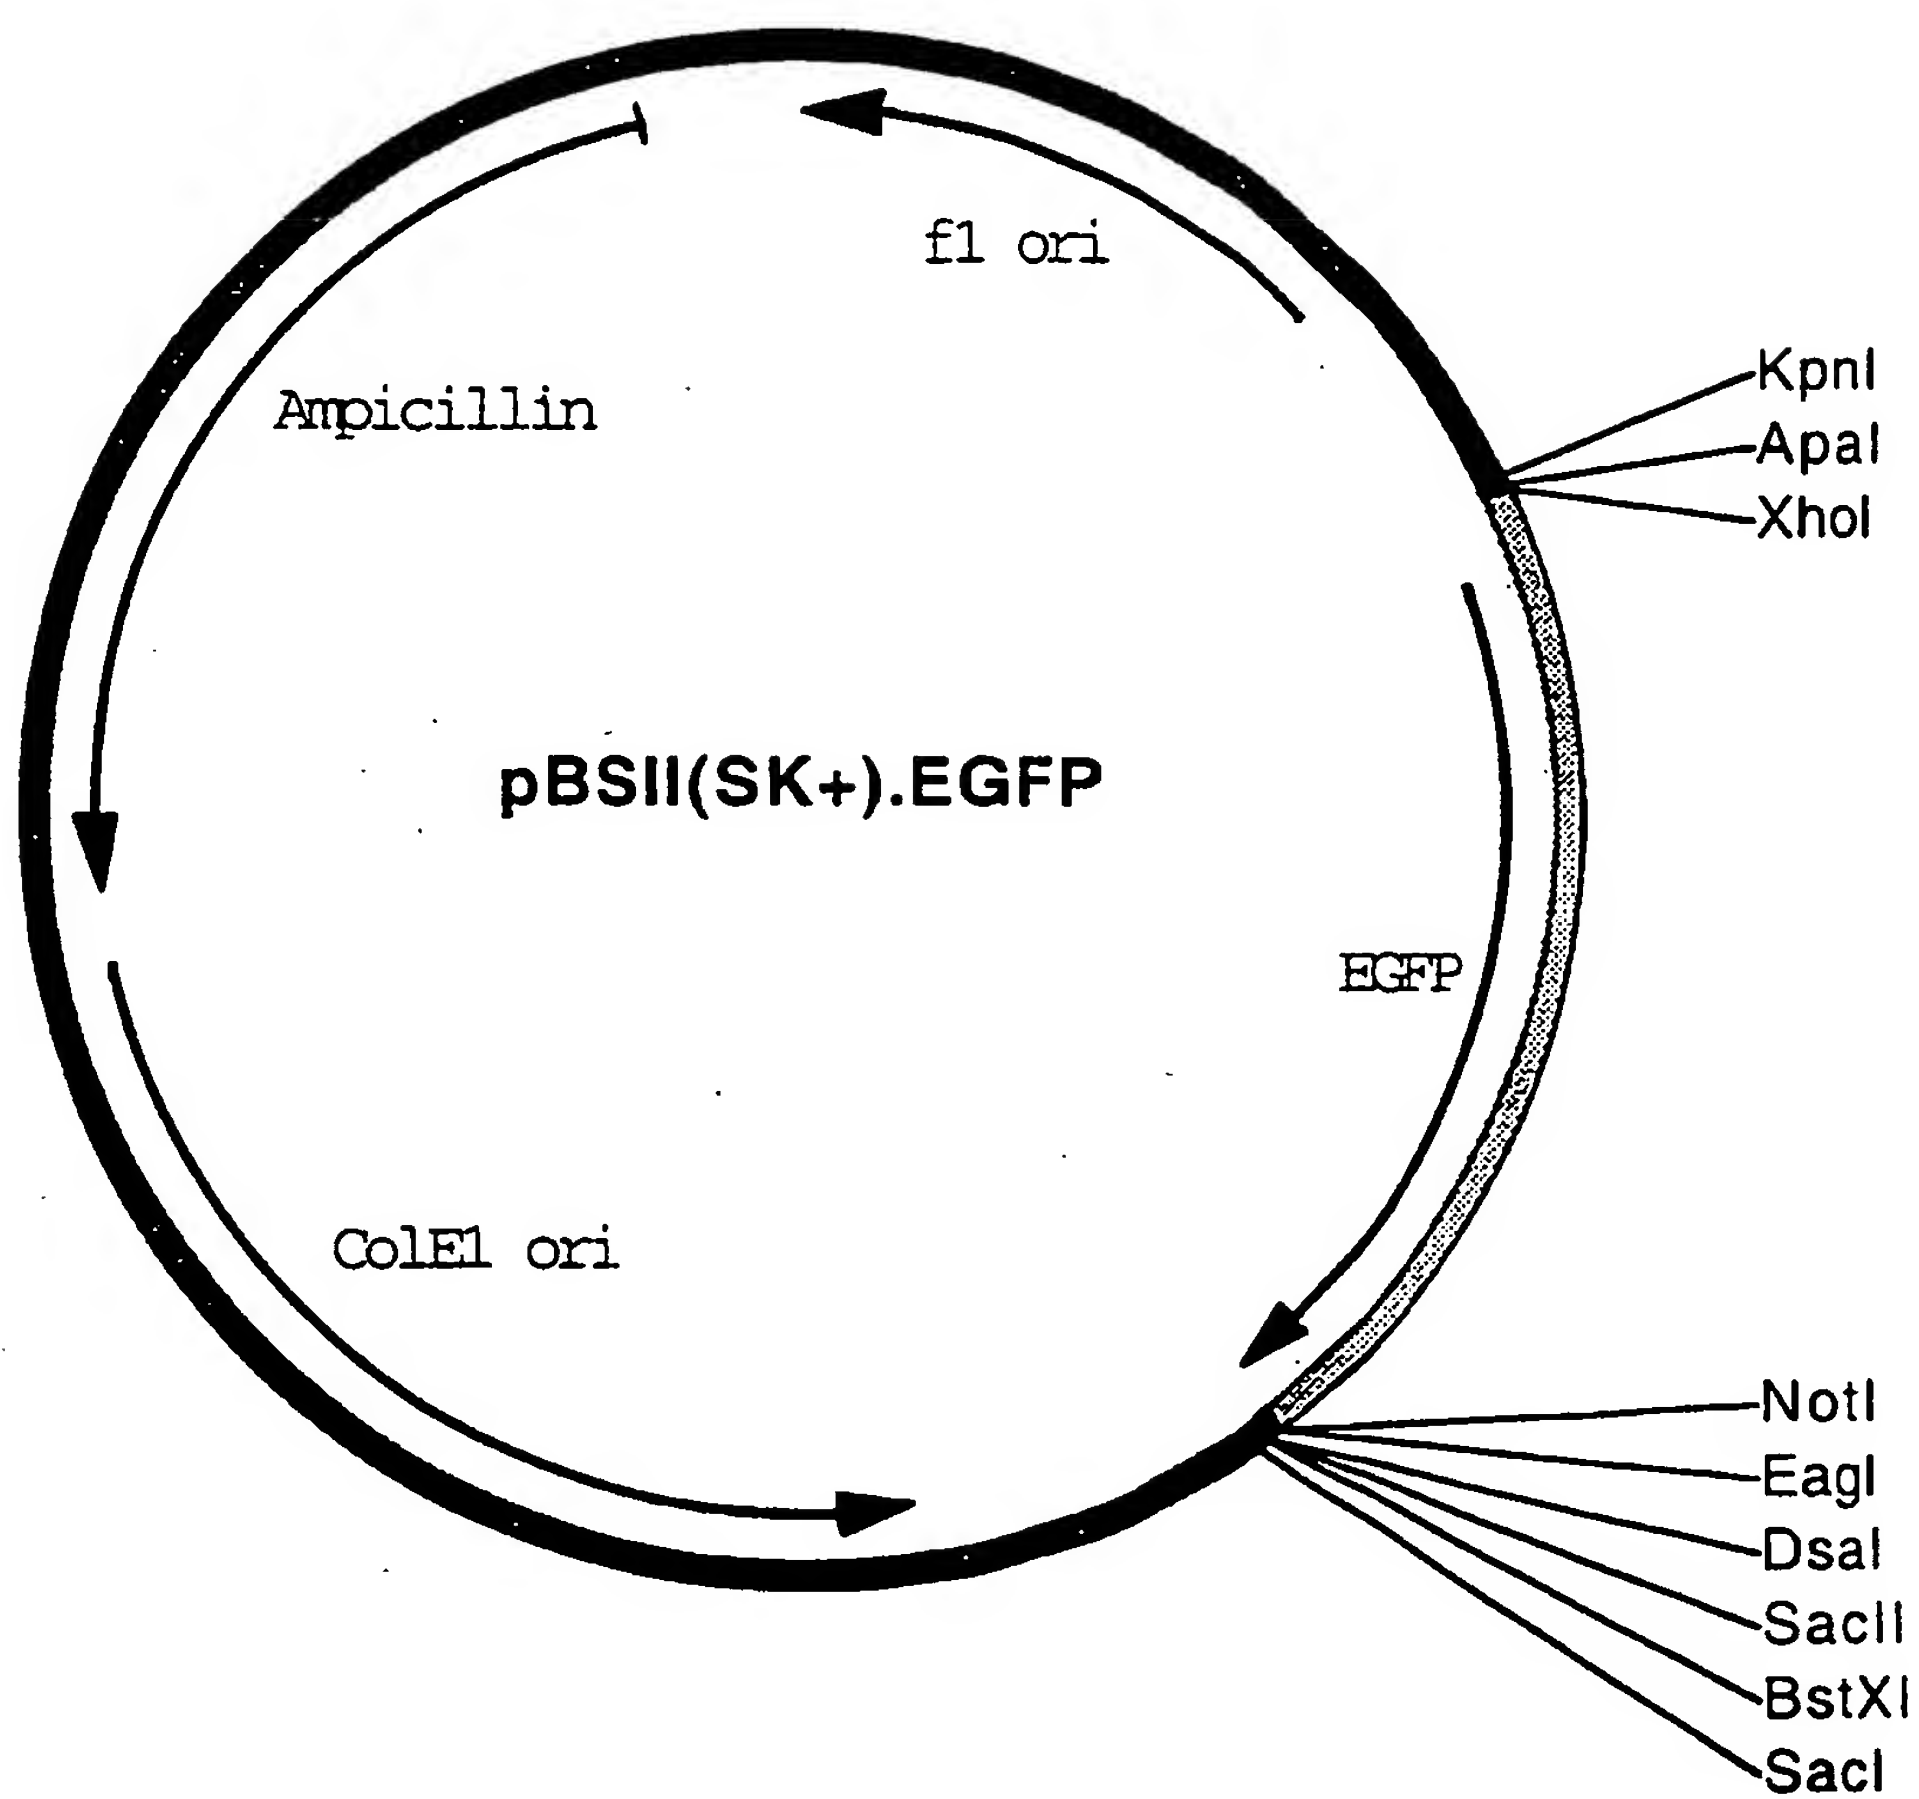 f1 ori
KpnI
ApaI
XhoI
Ampicillin
pBSII(SK+).EGFP
EGFP
ColE1 ori
NotI
EagI
DsaI
SacII
BstXI
SacI